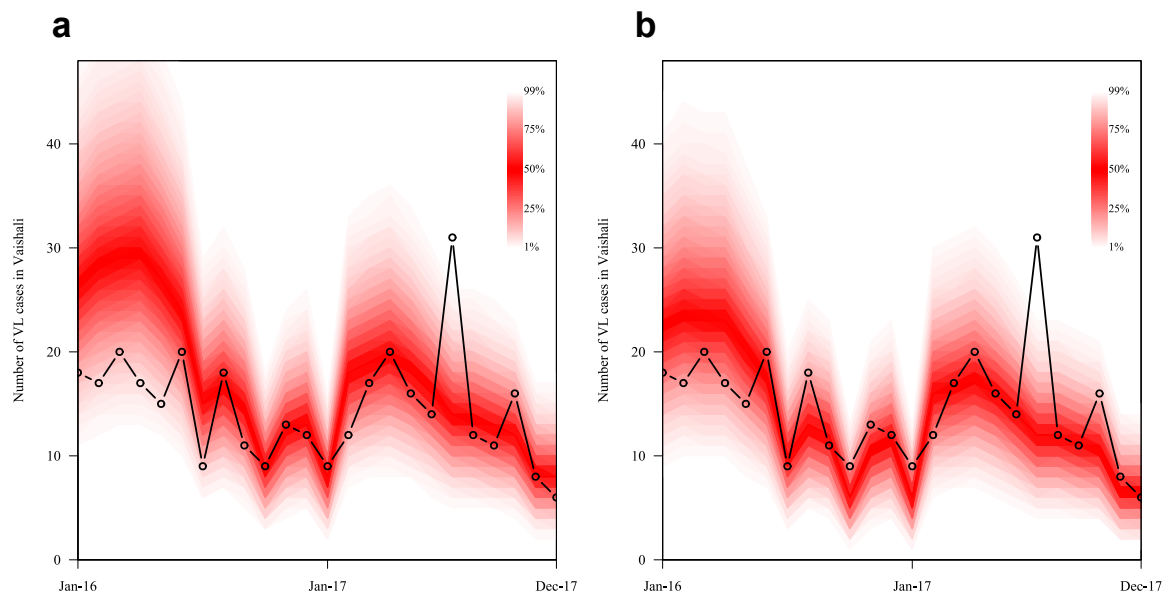 a
Number of VL cases in Vaishali
40
30
20
10
0
99%
75%
50%
25%
1%
Jan-16
Jan-17
Dec-17
b
Number of VL cases in Vaishali
40
30
20
10
0
99%
75%
50%
25%
1%
Jan-16
Jan-17
Dec-17